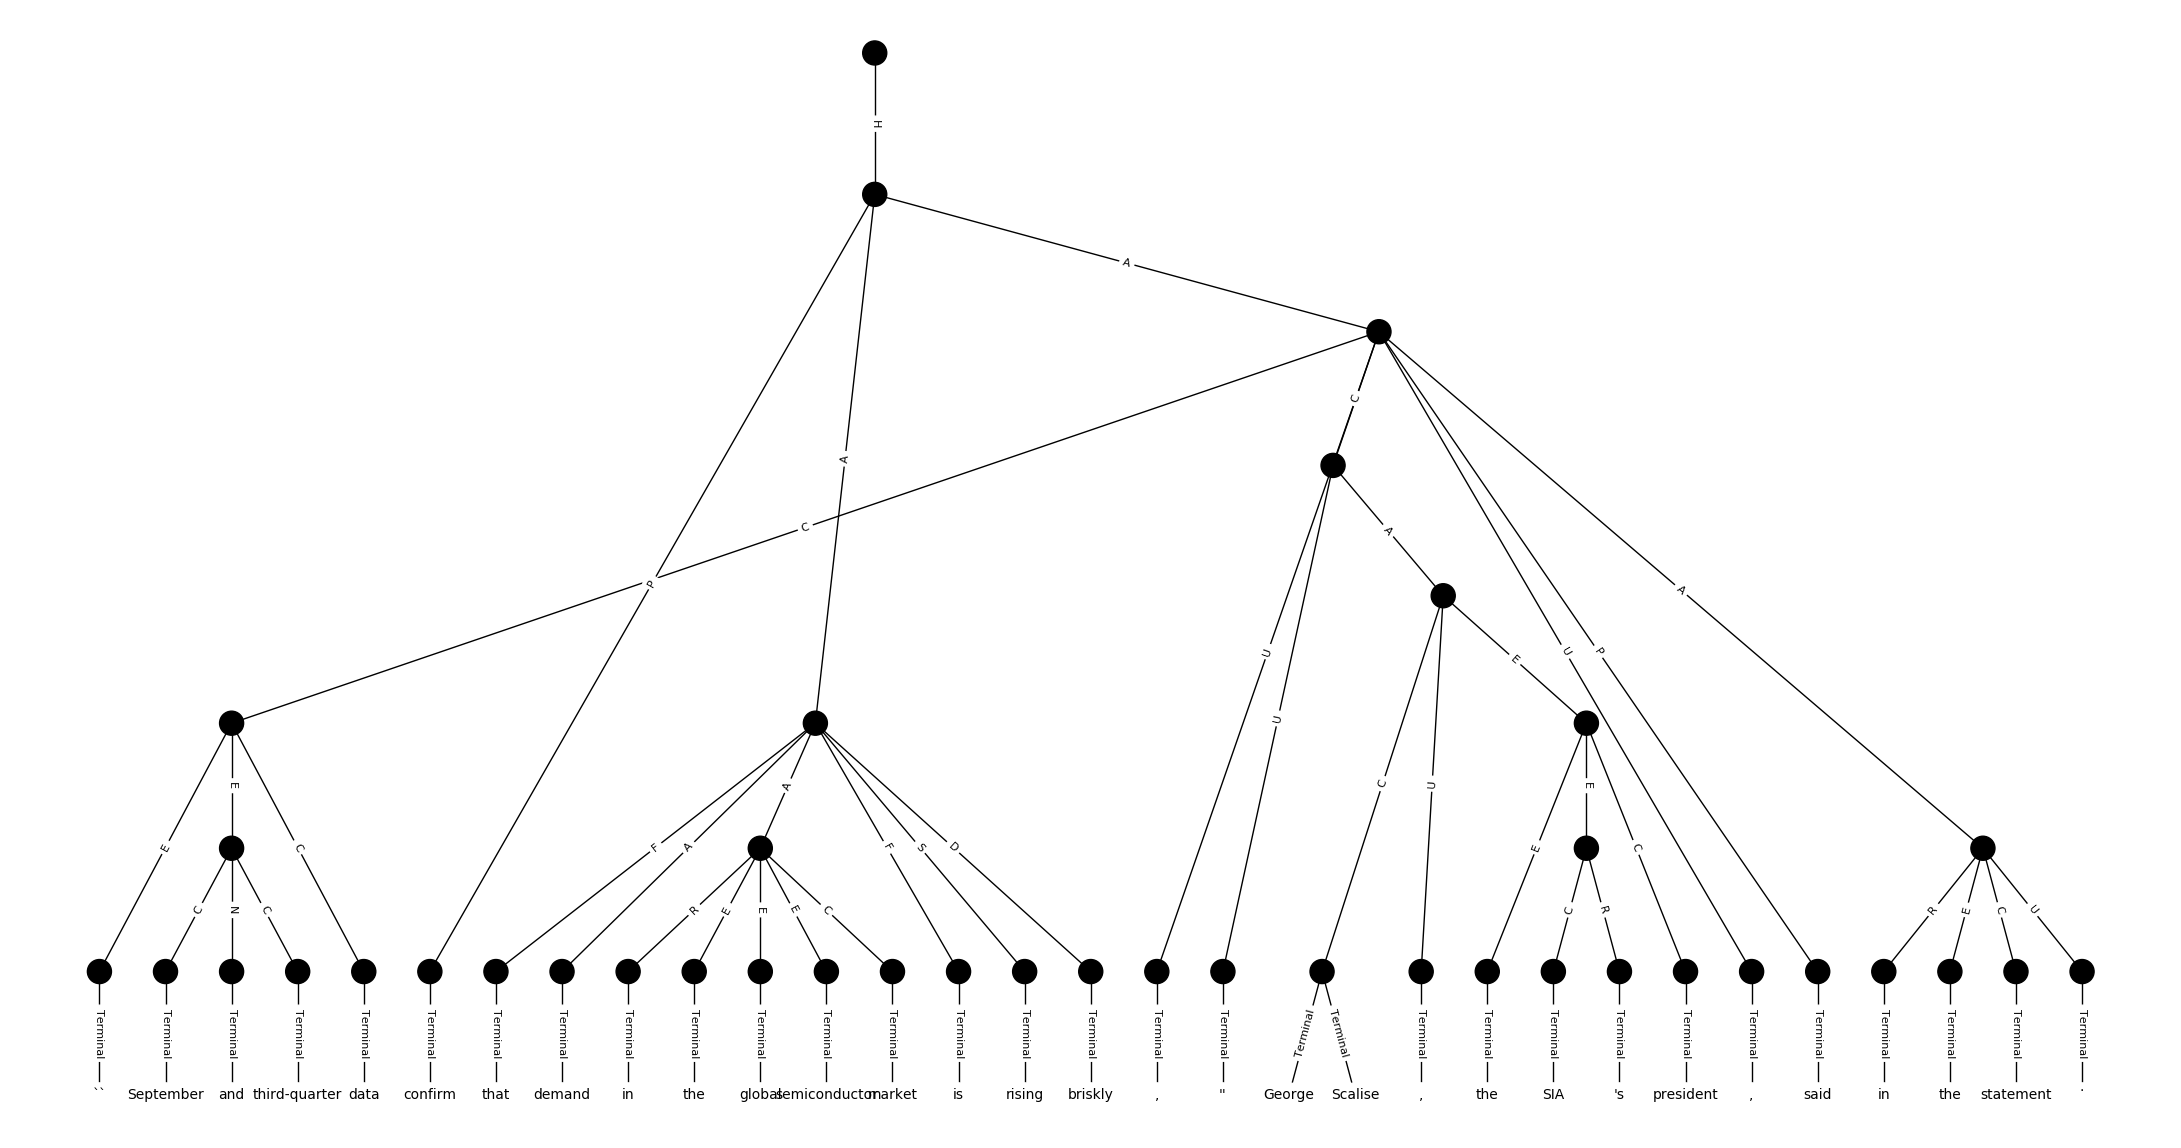 H
A
C
A
C
A
P
U
U
A
E
U
P
A
E
E
C
F
A
A
F
S
D
C
U
E
E
C
C
N
C
R
E
E
E
C
C
R
R
E
C
U
Terminal Terminal Terminal Terminal Terminal Terminal Terminal Terminal Terminal Terminal Terminal Terminal Terminal Terminal Terminal Terminal Terminal Terminal Terminal Terminal Terminal Terminal Terminal Terminal Terminal Terminal Terminal Terminal Terminal Terminal Terminal
`` September and third-quarter data confirm that demand in the global semiconductor market is rising briskly , " George Scalise , the SIA 's president , said in the statement .